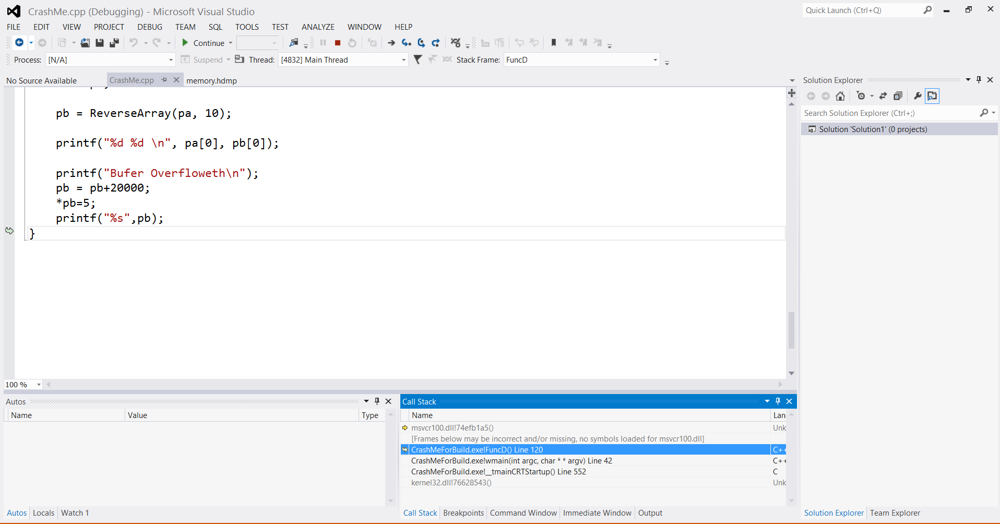 CrashMe.cpp (Debugging) - Microsoft Visual Studio
Quick Launch (Ctrl+Q)
FILE EDIT VIEW PROJECT DEBUG TEAM SQL TOOLS TEST ANALYZE WINDOW HELP
Continue
Process: [N/A] Suspend Thread: [4832] Main Thread Stack Frame: FuncD
No Source Available CrashMe.cpp memory.hdmp
pb = ReverseArray(pa, 10);
printf("%d %d \n", pa[0], pb[0]);
printf("Bufer Overfloweth\n");
pb = pb+20000;
*pb=5;
printf("%s",pb);
}
100 %
Solution Explorer
Search Solution Explorer (Ctrl+;)
Solution 'Solution1' (0 projects)
Autos
Name Value Type
Autos Locals Watch 1
Call Stack
Name Lan
msvcr100.dll!74efb1a5() Unk
[Frames below may be incorrect and/or missing, no symbols loaded for msvcr100.dll]
CrashMeForBuild.exe!FuncD() Line 120 C++
CrashMeForBuild.exe!wmain(int argc, char * * argv) Line 42 C++
CrashMeForBuild.exe!__tmainCRTStartup() Line 552 C
kernel32.dll!76628543() Unk
Call Stack Breakpoints Command Window Immediate Window Output
Solution Explorer Team Explorer